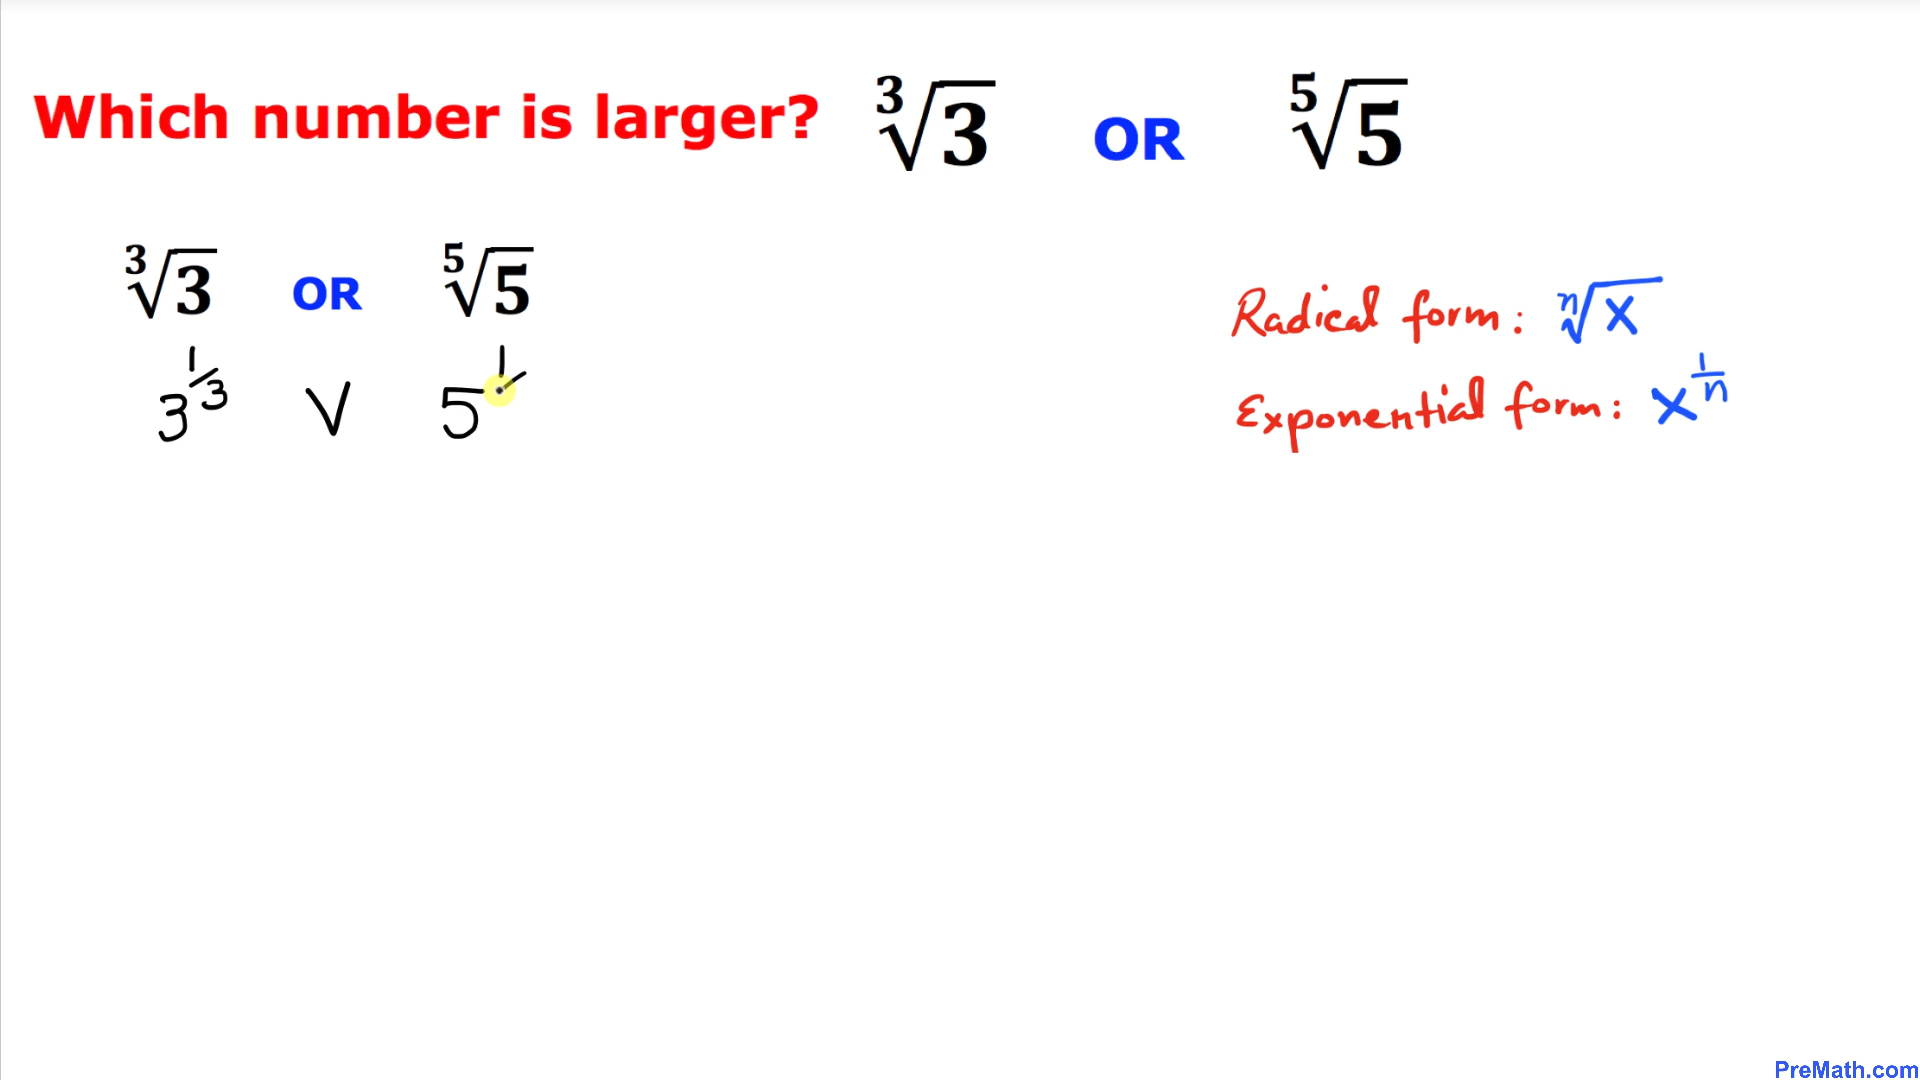 Which number is larger? ∛3 OR ⁵√5
∛3 OR ⁵√5
3^1/3 V 5^1/
Radical form: ⁿ√x
Exponential form: x^1/n
PreMath.com